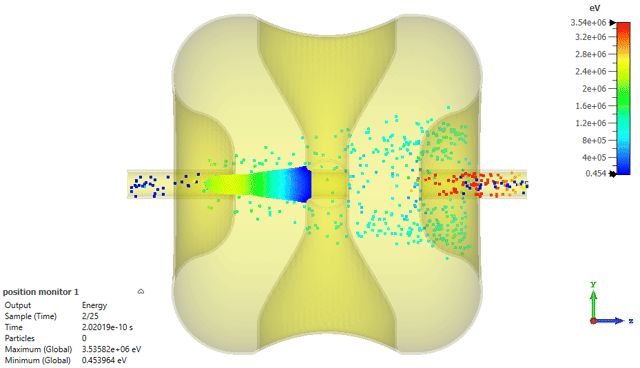 eV
3.54e+06
3.2e+06
2.8e+06
2.4e+06
2e+06
1.6e+06
1.2e+06
8e+05
4e+05
0.454
position monitor 1
Output Energy
Sample (Time) 2/25
Time 2.02019e-10 s
Particles 0
Maximum (Global) 3.53582e+06 eV
Minimum (Global) 0.453964 eV
y
z